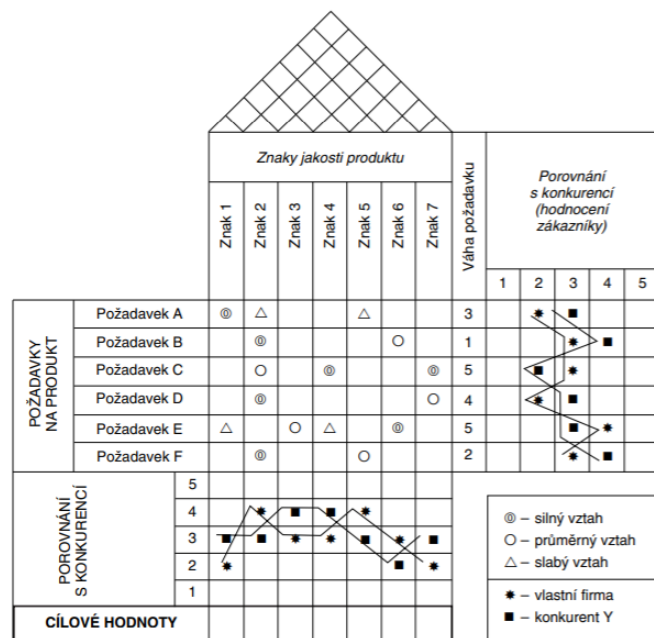 Znaky jakosti produktu
Znak 1
Znak 2
Znak 3
Znak 4
Znak 5
Znak 6
Znak 7
Váha požadavku
Porovnání
s konkurencí
(hodnocení
zákazníky)
1 2 3 4 5
POŽADAVKY
NA PRODUKT
Požadavek A 3
Požadavek B 1
Požadavek C 5
Požadavek D 4
Požadavek E 5
Požadavek F 2
POROVNÁNÍ
S KONKURENCÍ
5
4
3
2
1
CÍLOVÉ HODNOTY
◎ – silný vztah
○ – průměrný vztah
△ – slabý vztah
✷ – vlastní firma
■ – konkurent Y